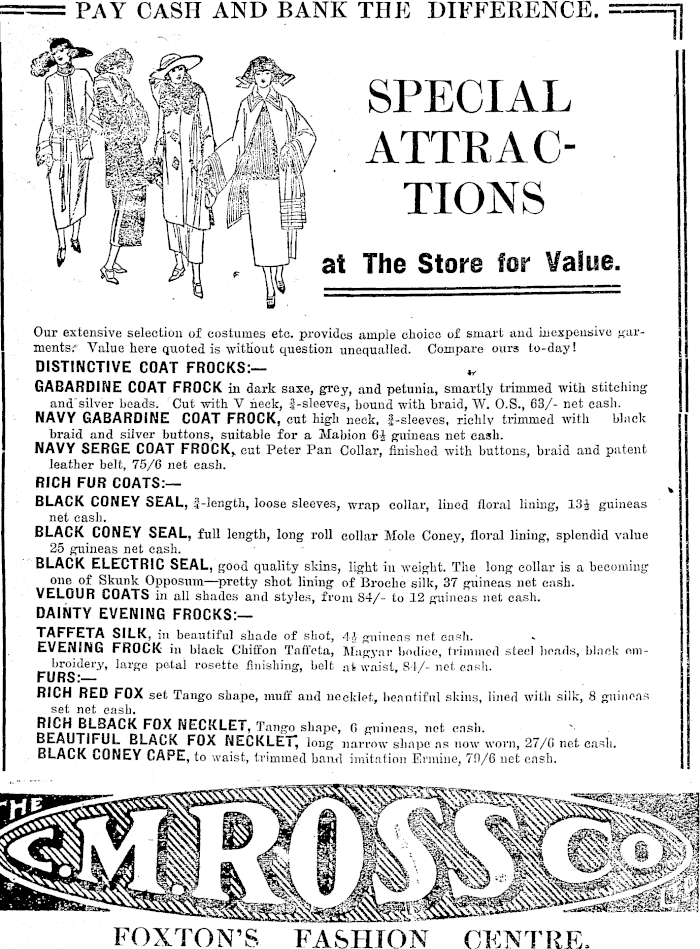 PAY CASH AND BANK THE DIFFERENCE.
SPECIAL
ATTRAC-
TIONS
at The Store for Value.
Our extensive selection of costumes etc. provides ample choice of smart and inexpensive gar-
ments. Value here quoted is without question unequalled. Compare ours to-day!
DISTINCTIVE COAT FROCKS:—
GABARDINE COAT FROCK in dark saxe, grey, and petunia, smartly trimmed with stitching
and silver beads. Cut with V neck, ¾-sleeves, bound with braid, W. O.S., 63/- net cash.
NAVY GABARDINE COAT FROCK, cut high neck, ¾-sleeves, richly trimmed with black
braid and silver buttons, suitable for a Mabion 6½ guineas net cash.
NAVY SERGE COAT FROCK, cut Peter Pan Collar, finished with buttons, braid and patent
leather belt, 75/6 net cash.
RICH FUR COATS:—
BLACK CONEY SEAL, ¾-length, loose sleeves, wrap collar, lined floral lining, 13½ guineas
net cash.
BLACK CONEY SEAL, full length, long roll collar Mole Coney, floral lining, splendid value
25 guineas net cash.
BLACK ELECTRIC SEAL, good quality skins, light in weight. The long collar is a becoming
one of Skunk Opposum—pretty shot lining of Broche silk, 37 guineas net cash.
VELOUR COATS in all shades and styles, from 84/- to 12 guineas net cash.
DAINTY EVENING FROCKS:—
TAFFETA SILK, in beautiful shade of shot, 4½ guineas net cash.
EVENING FROCK in black Chiffon Taffeta, Magyar bodice, trimmed steel beads, black em-
broidery, large petal rosette finishing, belt at waist, 84/- net cash.
FURS:—
RICH RED FOX set Tango shape, muff and necklet, beautiful skins, lined with silk, 8 guineas
set net cash.
RICH BLBACK FOX NECKLET, Tango shape, 6 guineas, net cash.
BEAUTIFUL BLACK FOX NECKLET, long narrow shape as now worn, 27/6 net cash.
BLACK CONEY CAPE, to waist, trimmed band imitation Ermine, 79/6 net cash.
THE
C.M. ROSS Co
LTD
FOXTON'S FASHION CENTRE.